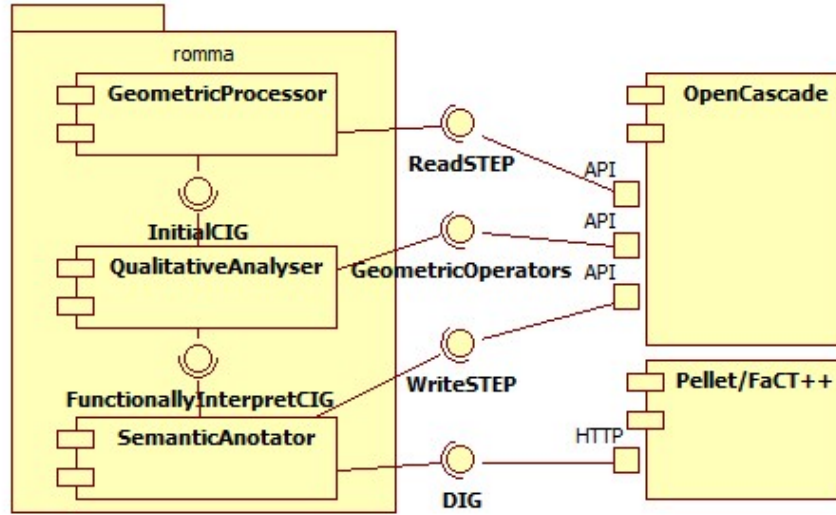 romma
GeometricProcessor
OpenCascade
ReadSTEP
API
InitialCIG
API
QualitativeAnalyser
GeometricOperators
API
FunctionallyInterpretCIG
WriteSTEP
Pellet/FaCT++
SemanticAnotator
HTTP
DIG